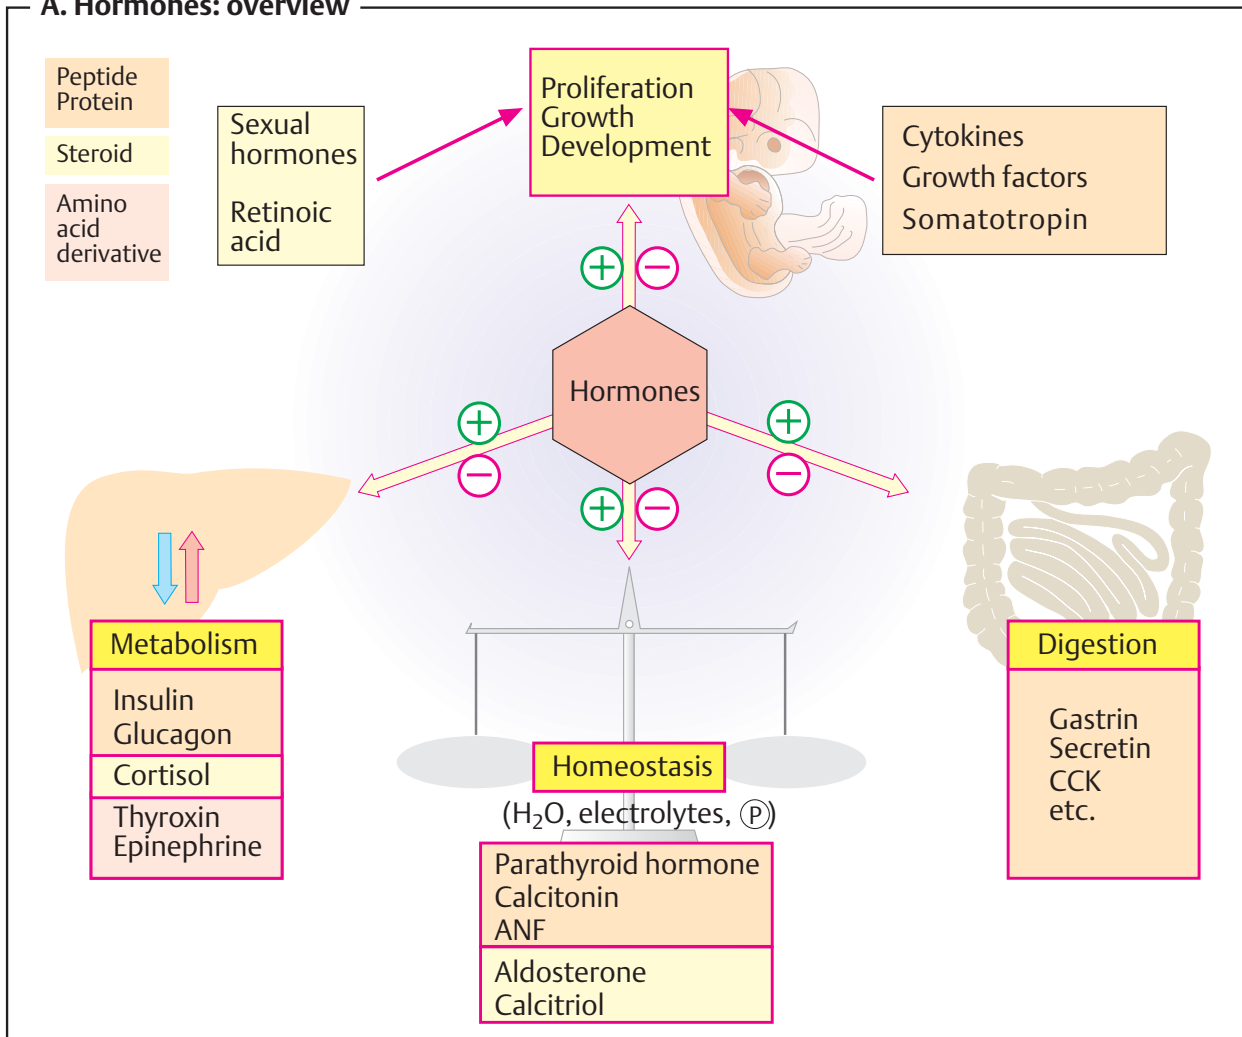 A. Hormones: overview
Peptide
Protein
Steroid
Amino
acid
derivative
Sexual
hormones
Retinoic
acid
Proliferation
Growth
Development
Cytokines
Growth factors
Somatotropin
+ −
Hormones
+
−
+
−
+ −
Metabolism
Insulin
Glucagon
Cortisol
Thyroxin
Epinephrine
Homeostasis
(H₂O, electrolytes, Ⓟ)
Parathyroid hormone
Calcitonin
ANF
Aldosterone
Calcitriol
Digestion
Gastrin
Secretin
CCK
etc.